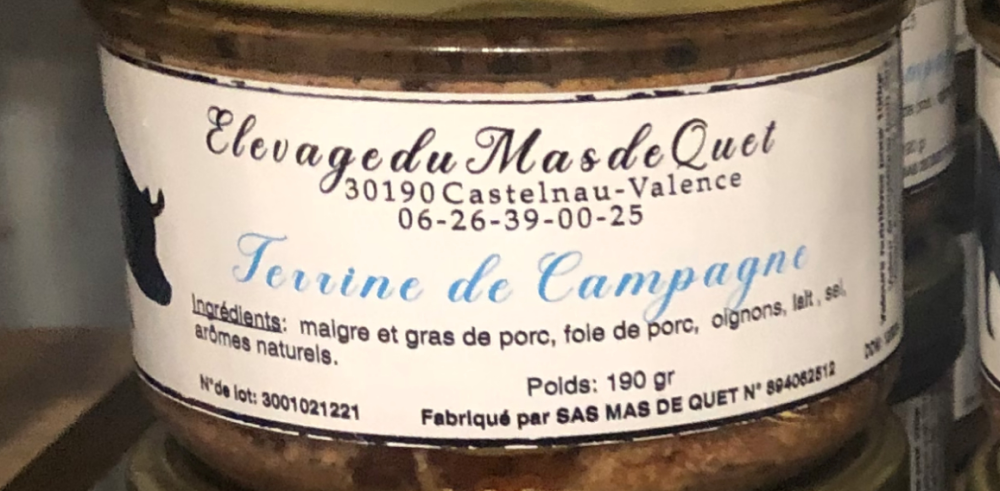 Elevage du Mas de Quet
30190 Castelnau-Valence
06-26-39-00-25
Terrine de Campagne
Ingrédients: maigre et gras de porc, foie de porc, oignons, lait, sel,
arômes naturels.
Poids: 190 gr
N°de lot: 3001021221
Fabriqué par SAS MAS DE QUET N° 894062512